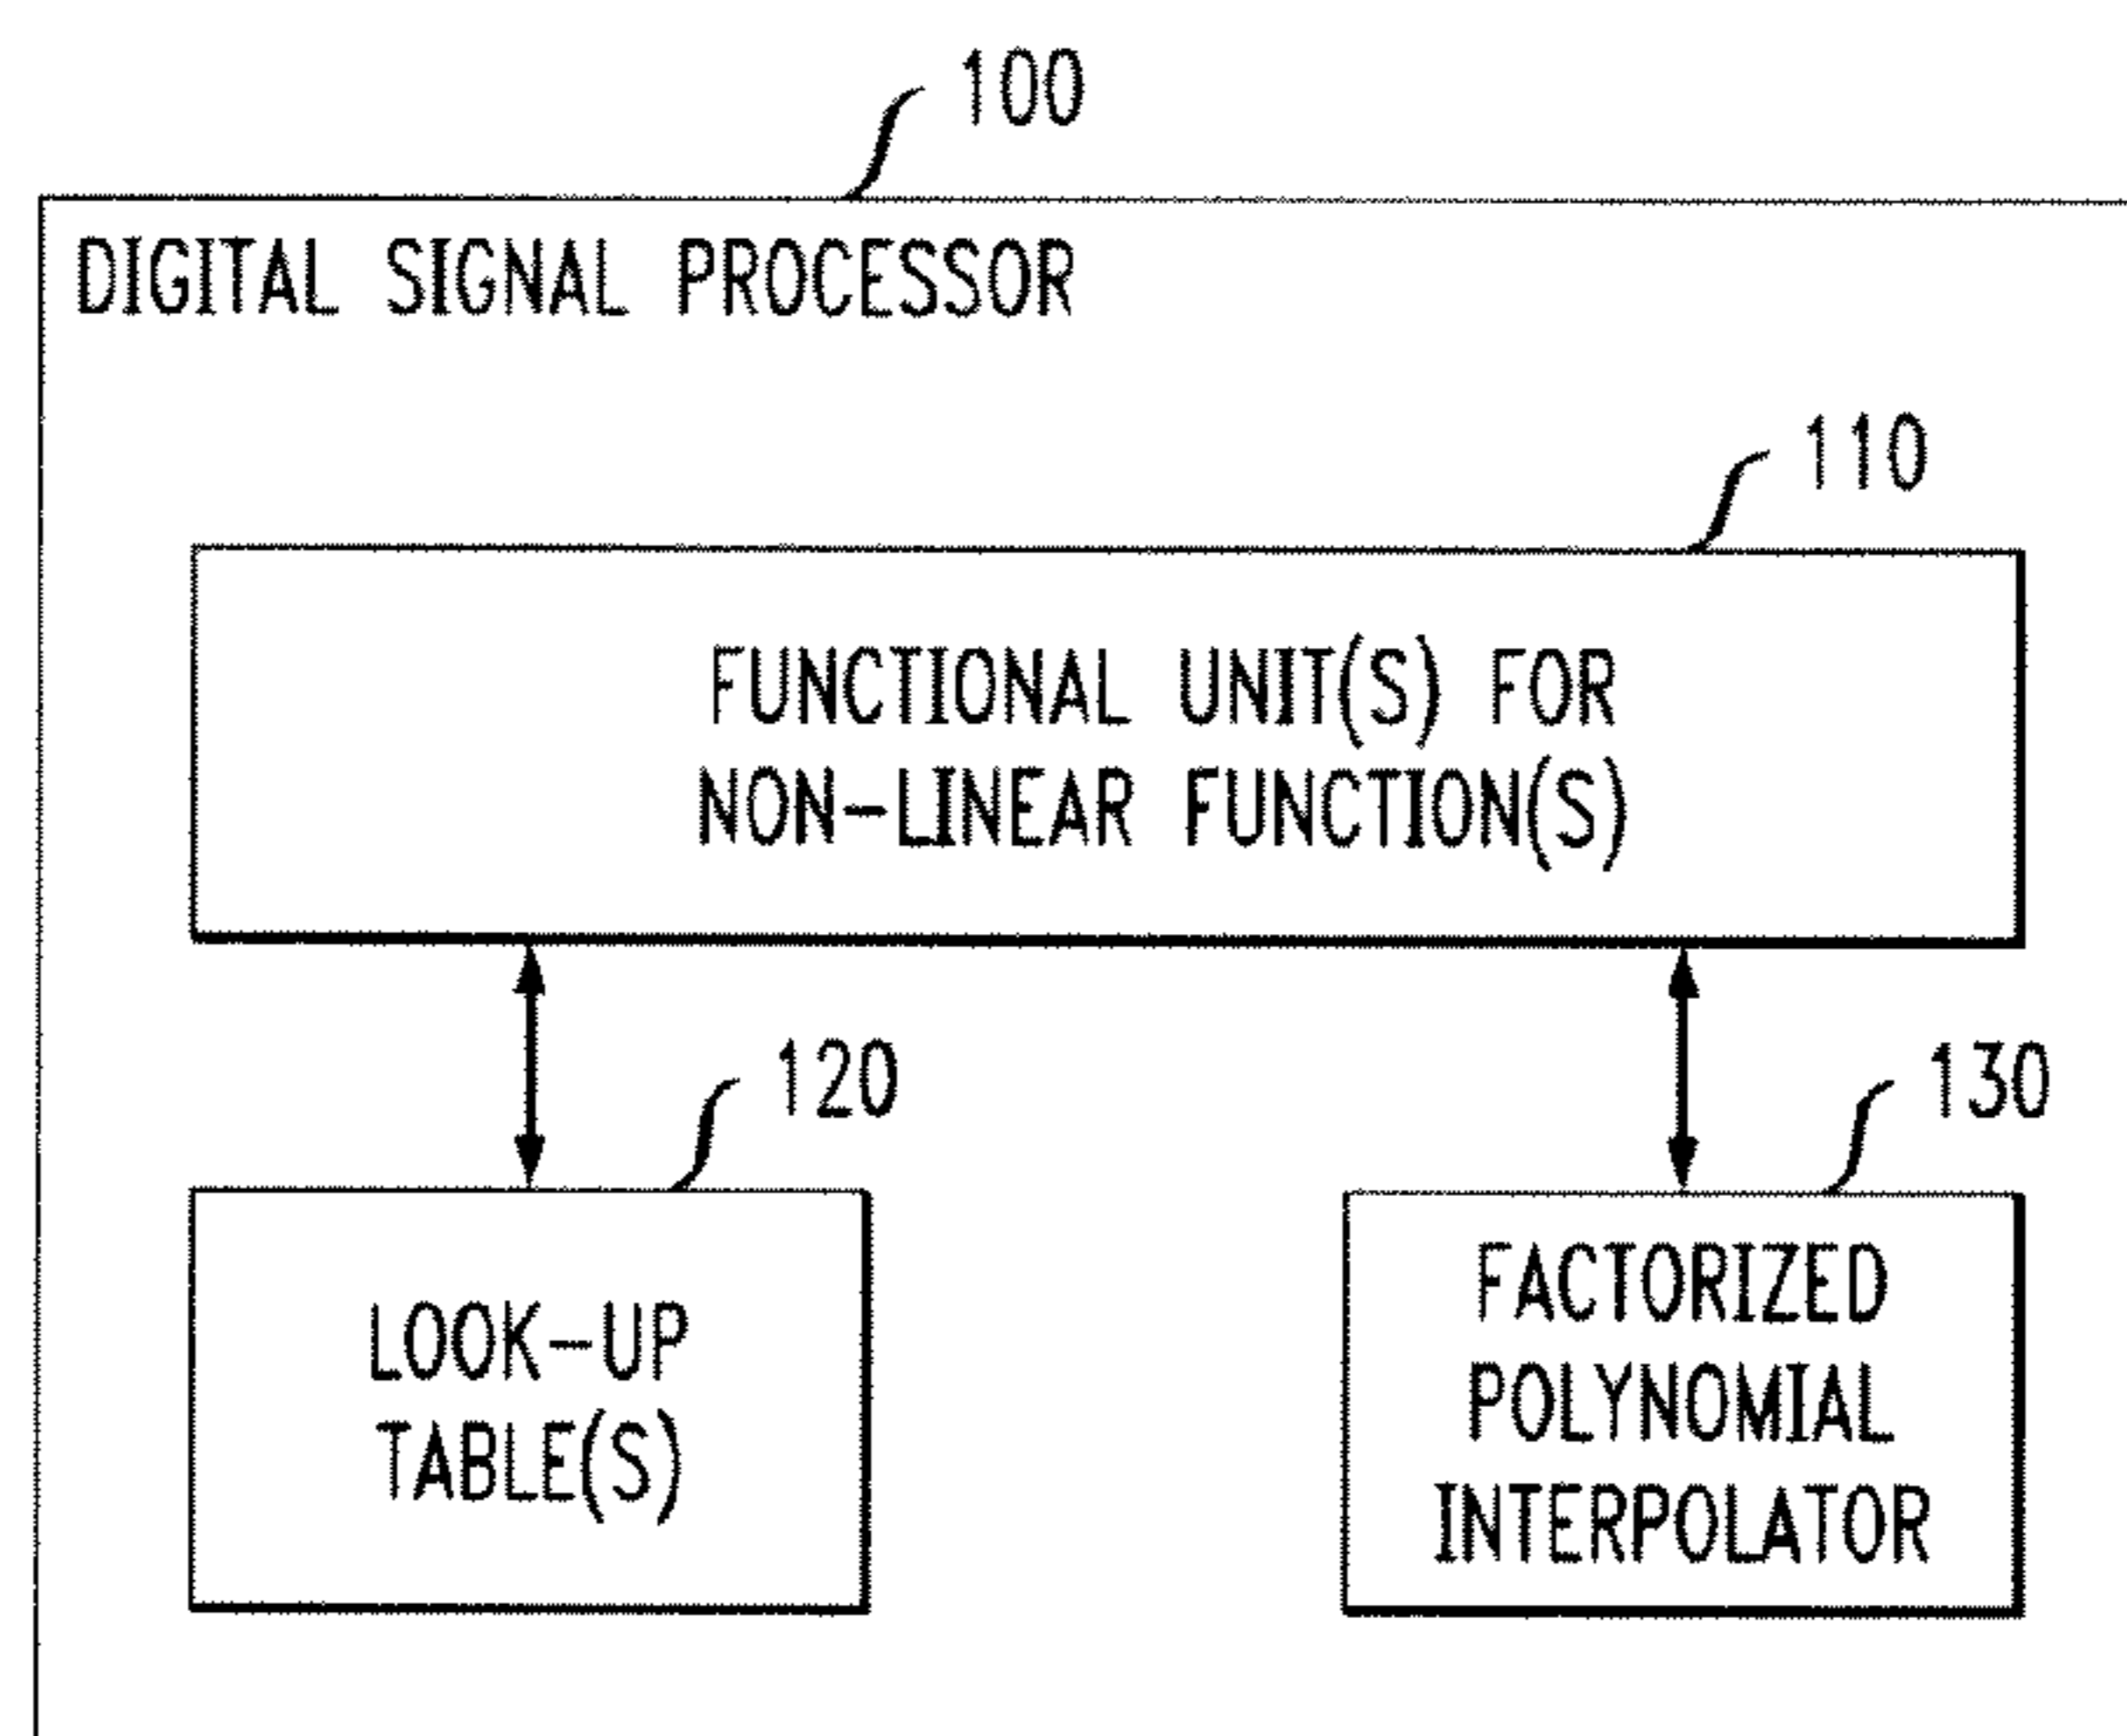 100
DIGITAL SIGNAL PROCESSOR
110
FUNCTIONAL UNIT(S) FOR
NON-LINEAR FUNCTION(S)
120
130
LOOK-UP
TABLE(S)
FACTORIZED
POLYNOMIAL
INTERPOLATOR